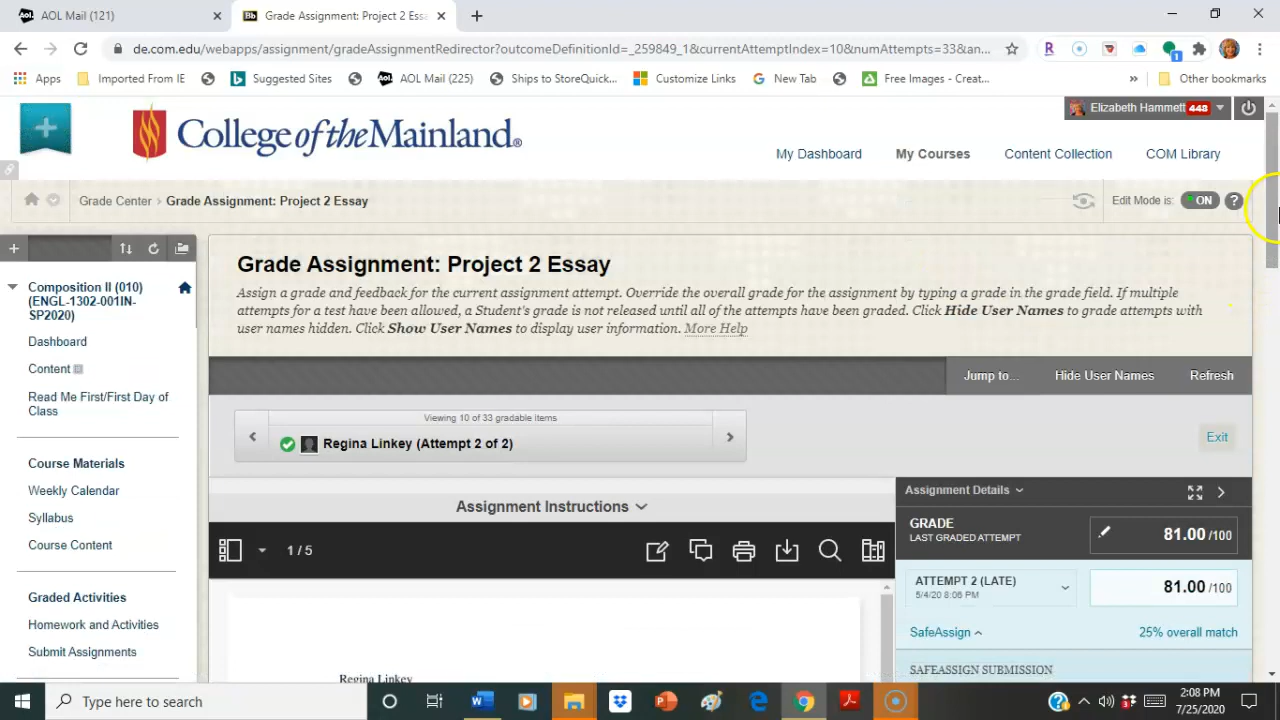 AOL Mail (121)
Grade Assignment: Project 2 Ess
de.com.edu/webapps/assignment/gradeAssignmentRedirector?outcomeDefinitionId=_259849_1&currentAttemptIndex=10&numAttempts=33&an...
Apps
Imported From IE
Suggested Sites
AOL Mail (225)
Ships to StoreQuick...
Customize Links
New Tab
Free Images - Creat...
»
Other bookmarks
Elizabeth Hammett 448
College of the Mainland®
My Dashboard
My Courses
Content Collection
COM Library
Grade Center > Grade Assignment: Project 2 Essay
Edit Mode is: ON ?
Composition II (010)
(ENGL-1302-001IN-
SP2020)
Dashboard
Content
Read Me First/First Day of
Class
Course Materials
Weekly Calendar
Syllabus
Course Content
Graded Activities
Homework and Activities
Submit Assignments
Grade Assignment: Project 2 Essay
Assign a grade and feedback for the current assignment attempt. Override the overall grade for the assignment by typing a grade in the grade field. If multiple
attempts for a test have been allowed, a Student's grade is not released until all of the attempts have been graded. Click Hide User Names to grade attempts with
user names hidden. Click Show User Names to display user information. More Help
Jump to...
Hide User Names
Refresh
Viewing 10 of 33 gradable items
Regina Linkey (Attempt 2 of 2)
Exit
Assignment Instructions
1 / 5
Regina Linkey
Assignment Details
GRADE
LAST GRADED ATTEMPT
81.00 /100
ATTEMPT 2 (LATE)
5/4/20 8:06 PM
81.00 /100
SafeAssign
25% overall match
SAFEASSIGN SUBMISSION
Type here to search
2:08 PM
7/25/2020